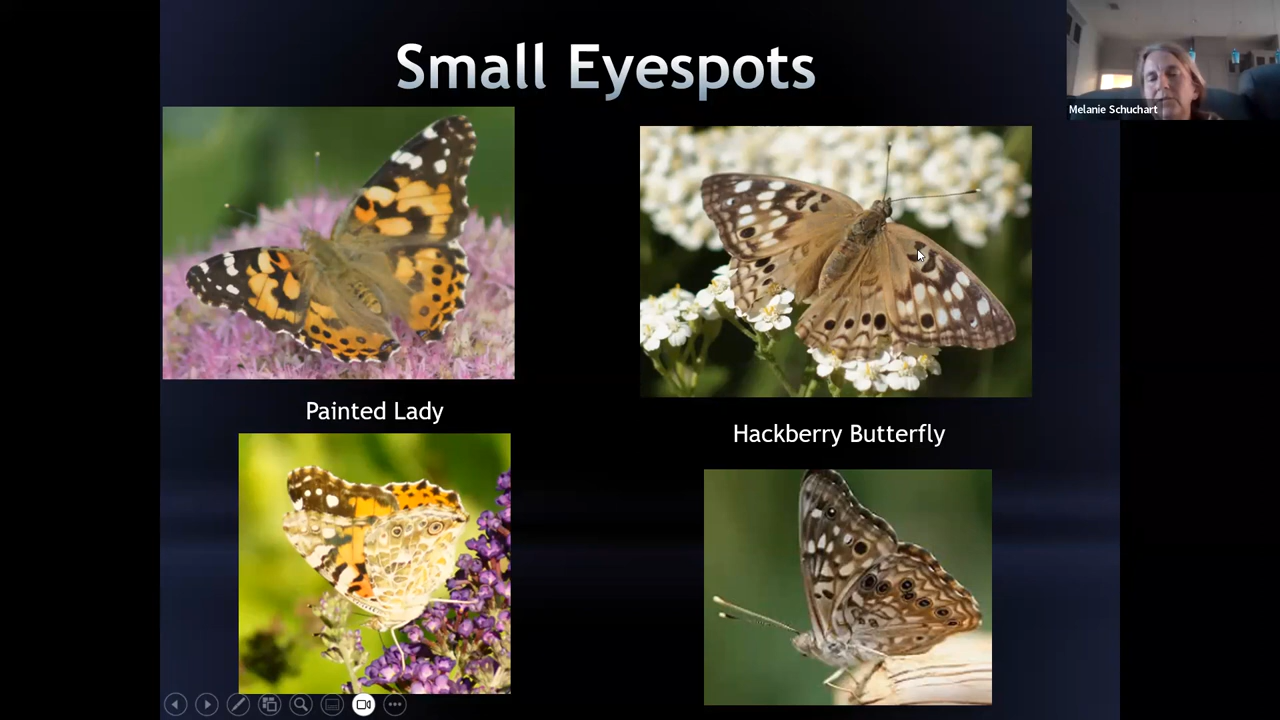 Small Eyespots
Melanie Schuchart
Painted Lady
Hackberry Butterfly